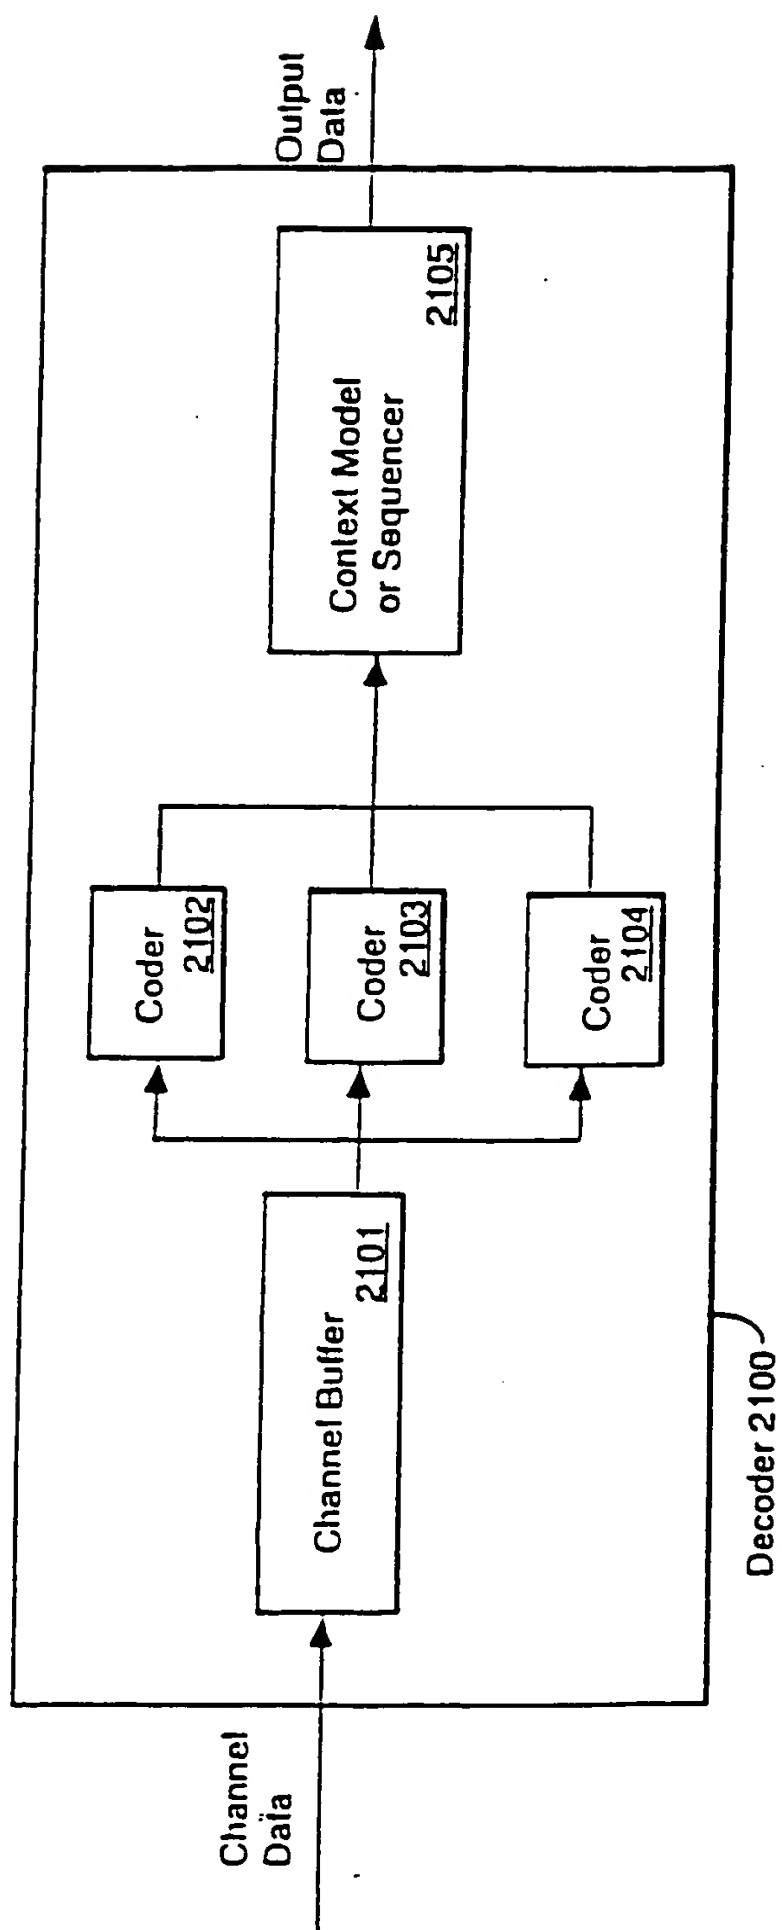 Channel
Data
Channel Buffer
2101
Coder
2102
Coder
2103
Coder
2104
Context Model
or Sequencer
2105
Output
Data
Decoder 2100